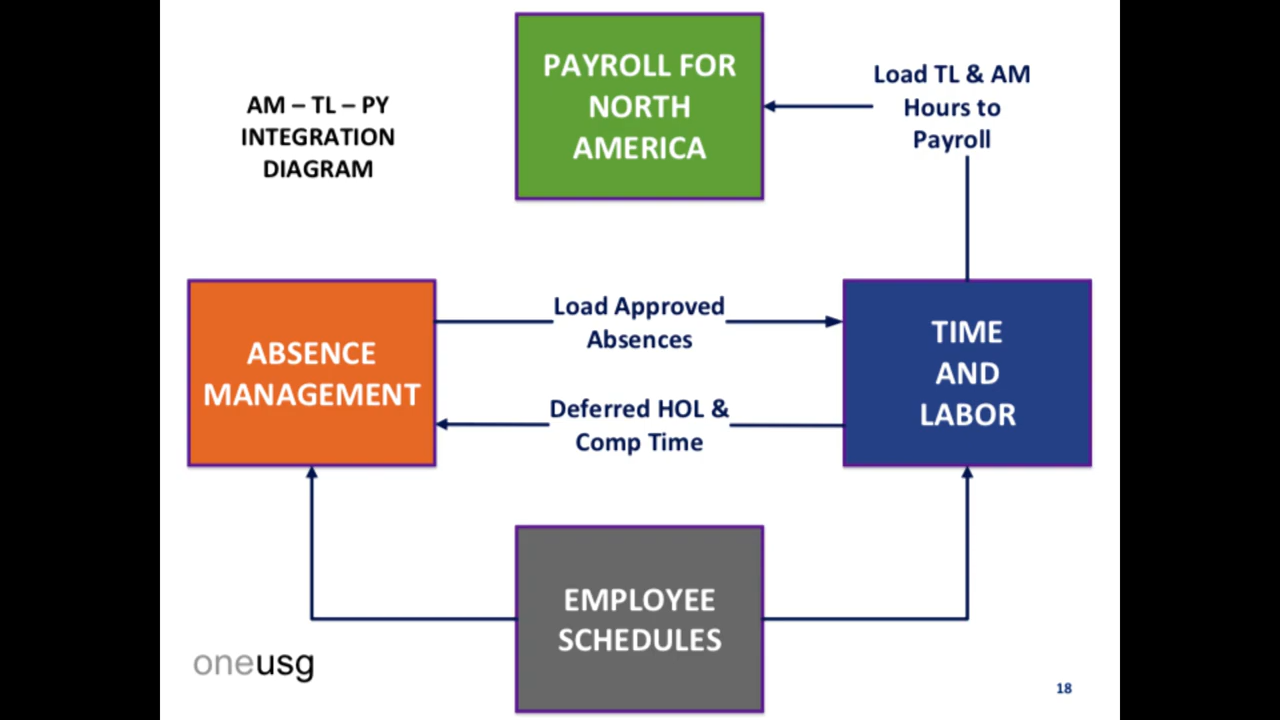 AM – TL – PY
INTEGRATION
DIAGRAM
PAYROLL FOR
NORTH
AMERICA
Load TL & AM
Hours to
Payroll
ABSENCE
MANAGEMENT
Load Approved
Absences
Deferred HOL &
Comp Time
TIME
AND
LABOR
EMPLOYEE
SCHEDULES
oneusg
18